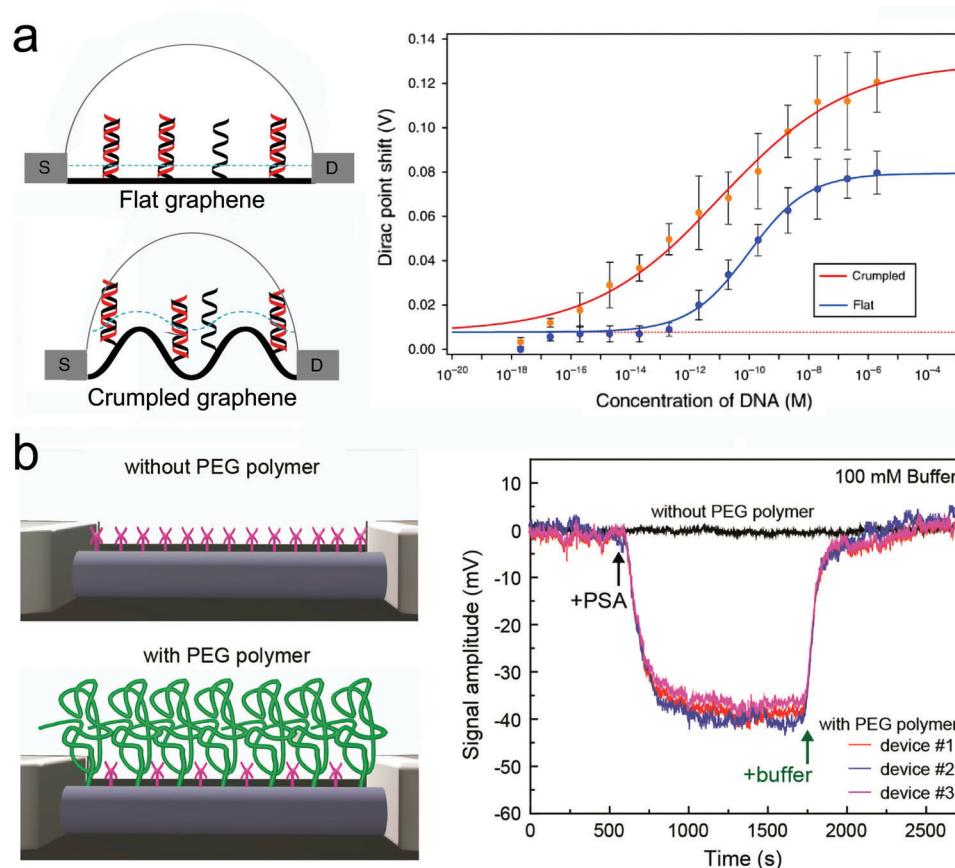 a
S
D
Flat graphene
S
D
Crumpled graphene
Dirac point shift (V)
0.14
0.12
0.10
0.08
0.06
0.04
0.02
0.00
Crumpled
Flat
10⁻²⁰ 10⁻¹⁸ 10⁻¹⁶ 10⁻¹⁴ 10⁻¹² 10⁻¹⁰ 10⁻⁸ 10⁻⁶ 10⁻⁴
Concentration of DNA (M)
b
without PEG polymer
with PEG polymer
Signal amplitude (mV)
10
0
-10
-20
-30
-40
-50
-60
100 mM Buffer
without PEG polymer
+PSA
+buffer
with PEG polymer
device #1
device #2
device #3
0 500 1000 1500 2000 2500
Time (s)